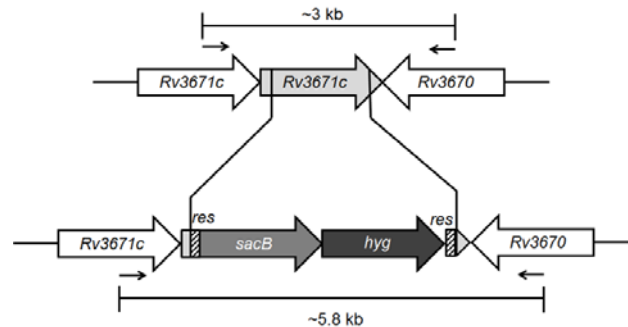 ~3 kb
Rv3671c Rv3671c Rv3670
res res
Rv3671c sacB hyg Rv3670
~5.8 kb